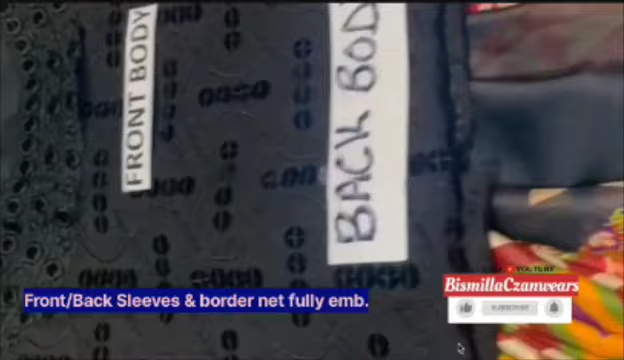 FRONT BODY
BACK BOD
Front/Back Sleeves & border net fully emb.
YOUTUBE
BismillaCzanwears
SUBSCRIBE